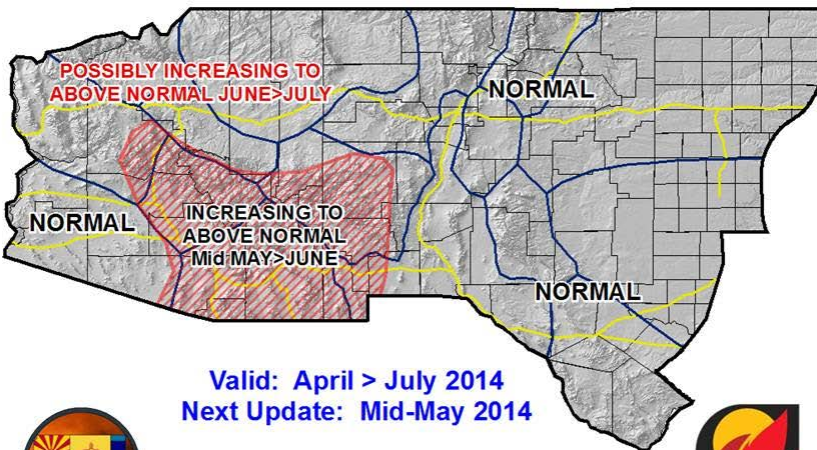 POSSIBLY INCREASING TO
ABOVE NORMAL JUNE>JULY
NORMAL
NORMAL
INCREASING TO
ABOVE NORMAL
Mid MAY>JUNE
NORMAL
Valid: April > July 2014
Next Update: Mid-May 2014